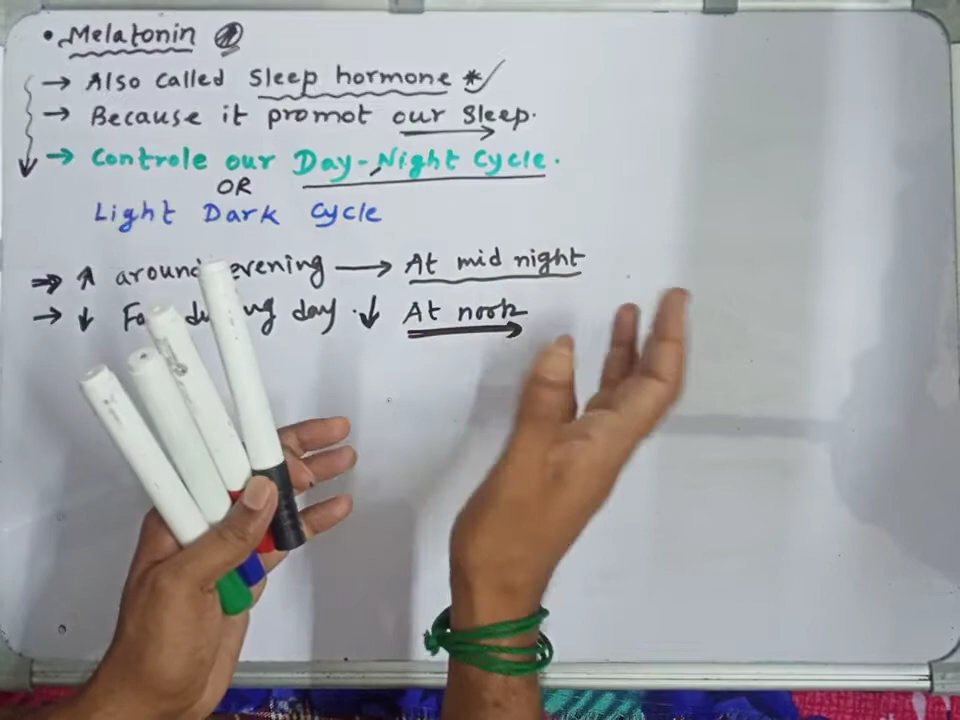 • Melatonin
→ Also called Sleep hormone *✓
→ Because it promot our Sleep.
→ Controle our Day-Night Cycle.
OR
Light Dark Cycle
⇒ ↑ around evening → At mid night
→ ↓ during day. ↓ At noon